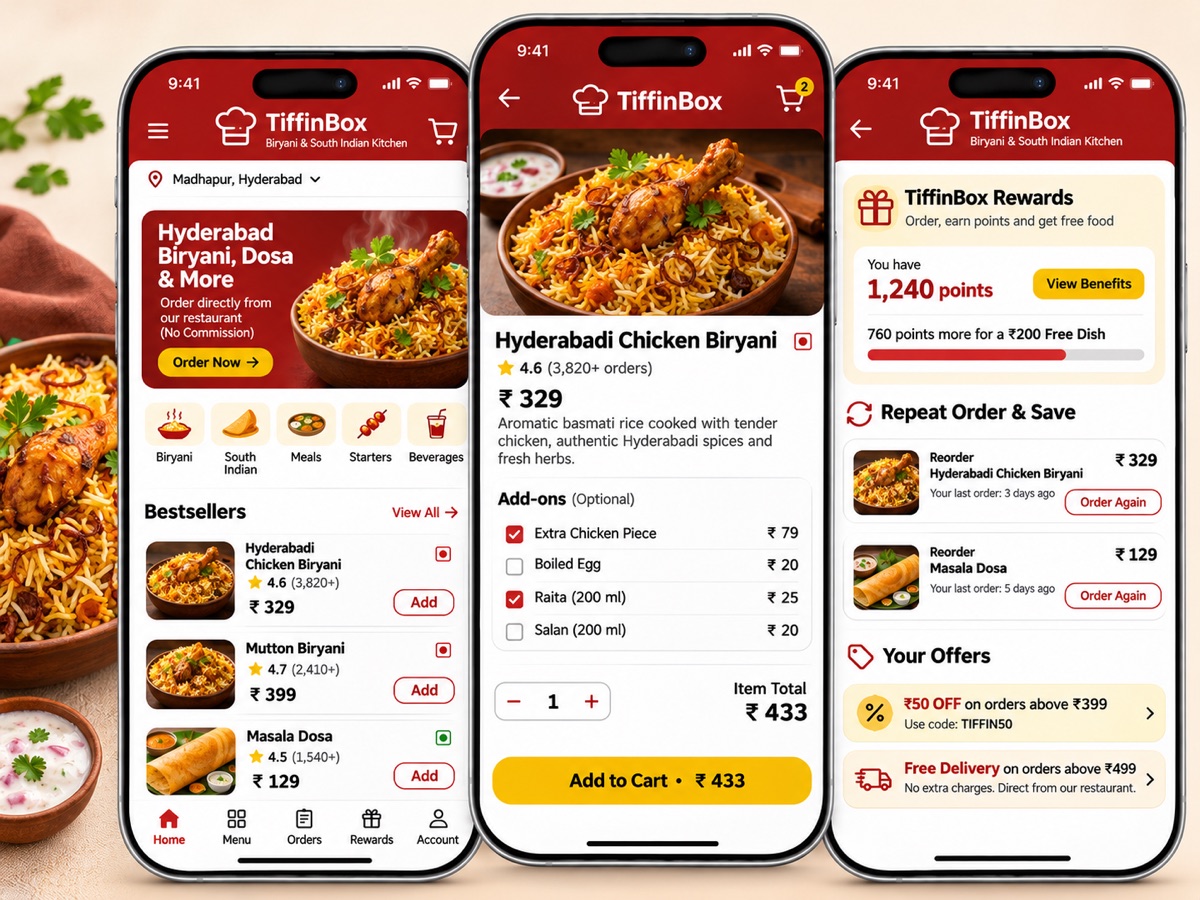 9:41
TiffinBox
Biryani & South Indian Kitchen
Madhapur, Hyderabad
Hyderabad
Biryani, Dosa
& More
Order directly from
our restaurant
(No Commission)
Order Now →
Biryani
South
Indian
Meals
Starters
Beverages
Bestsellers
View All →
Hyderabadi
Chicken Biryani
4.6 (3,820+)
₹ 329
Add
Mutton Biryani
4.7 (2,410+)
₹ 399
Add
Masala Dosa
4.5 (1,540+)
₹ 129
Add
Home
Menu
Orders
Rewards
Account
9:41
TiffinBox
2
Hyderabadi Chicken Biryani
4.6 (3,820+ orders)
₹ 329
Aromatic basmati rice cooked with tender
chicken, authentic Hyderabadi spices and
fresh herbs.
Add-ons (Optional)
Extra Chicken Piece ₹ 79
Boiled Egg ₹ 20
Raita (200 ml) ₹ 25
Salan (200 ml) ₹ 20
− 1 +
Item Total
₹ 433
Add to Cart • ₹ 433
9:41
TiffinBox
Biryani & South Indian Kitchen
TiffinBox Rewards
Order, earn points and get free food
You have
1,240 points
View Benefits
760 points more for a ₹200 Free Dish
Repeat Order & Save
Reorder
Hyderabadi Chicken Biryani
₹ 329
Your last order: 3 days ago
Order Again
Reorder
Masala Dosa
₹ 129
Your last order: 5 days ago
Order Again
Your Offers
%
₹50 OFF on orders above ₹399
Use code: TIFFIN50
Free Delivery on orders above ₹499
No extra charges. Direct from our restaurant.